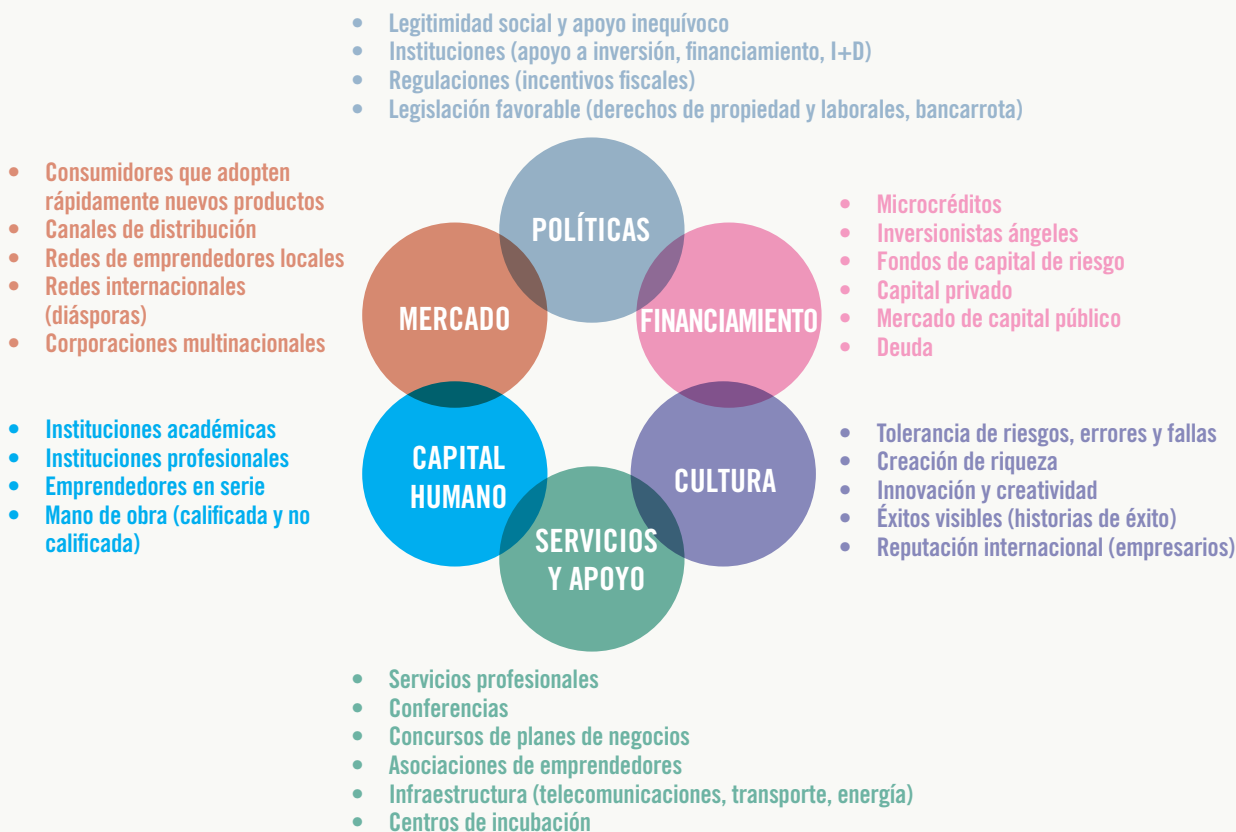 • Legitimidad social y apoyo inequívoco
• Instituciones (apoyo a inversión, financiamiento, I+D)
• Regulaciones (incentivos fiscales)
• Legislación favorable (derechos de propiedad y laborales, bancarrota)
• Consumidores que adopten
rápidamente nuevos productos
• Canales de distribución
• Redes de emprendedores locales
• Redes internacionales
(diásporas)
• Corporaciones multinacionales
POLÍTICAS
MERCADO
FINANCIAMIENTO
• Microcréditos
• Inversionistas ángeles
• Fondos de capital de riesgo
• Capital privado
• Mercado de capital público
• Deuda
• Instituciones académicas
• Instituciones profesionales
• Emprendedores en serie
• Mano de obra (calificada y no
calificada)
CAPITAL
HUMANO
SERVICIOS
Y APOYO
CULTURA
• Tolerancia de riesgos, errores y fallas
• Creación de riqueza
• Innovación y creatividad
• Éxitos visibles (historias de éxito)
• Reputación internacional (empresarios)
• Servicios profesionales
• Conferencias
• Concursos de planes de negocios
• Asociaciones de emprendedores
• Infraestructura (telecomunicaciones, transporte, energía)
• Centros de incubación